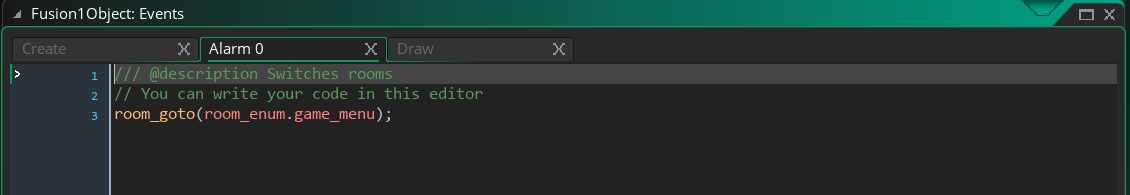 Fusion1Object: Events
Create X Alarm 0 X Draw X
1 /// @description Switches rooms
2 // You can write your code in this editor
3 room_goto(room_enum.game_menu);